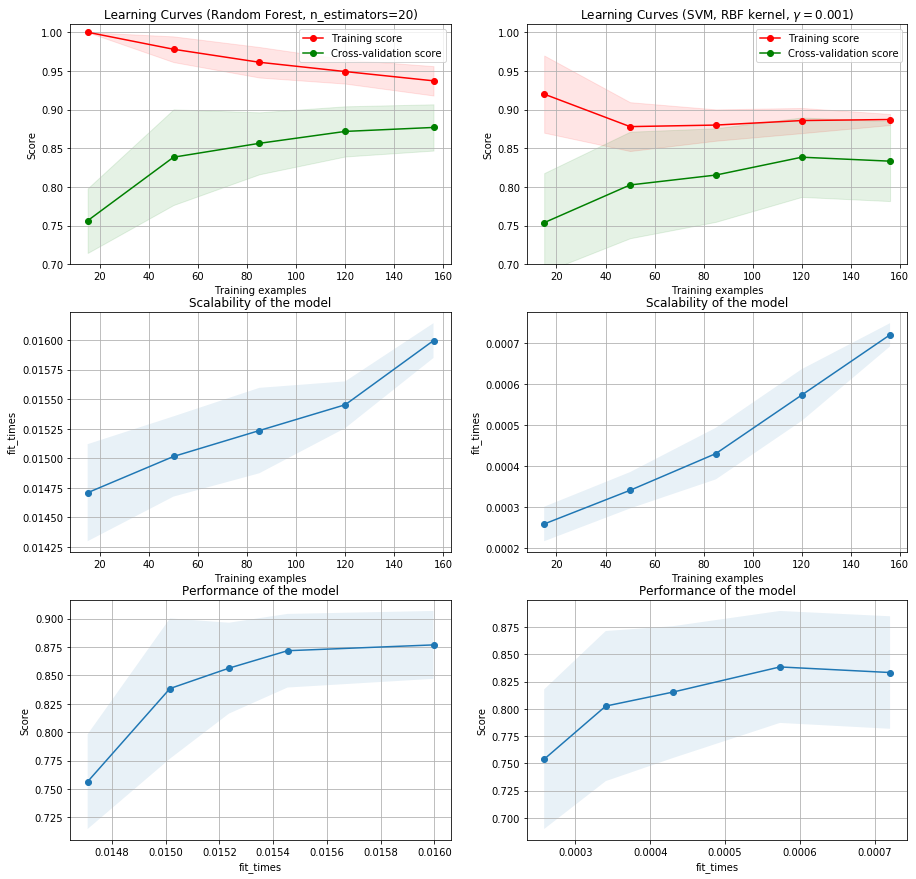 Learning Curves (Random Forest, n_estimators=20)
1.00
0.95
0.90
0.85
0.80
0.75
0.70
Score
Training score
Cross-validation score
20 40 60 80 100 120 140 160
Training examples
Learning Curves (SVM, RBF kernel, γ = 0.001)
1.00
0.95
0.90
0.85
0.80
0.75
0.70
Score
Training score
Cross-validation score
20 40 60 80 100 120 140 160
Training examples
Scalability of the model
0.01600
0.01575
0.01550
0.01525
0.01500
0.01475
0.01450
0.01425
fit_times
20 40 60 80 100 120 140 160
Training examples
Scalability of the model
0.0007
0.0006
0.0005
0.0004
0.0003
0.0002
fit_times
20 40 60 80 100 120 140 160
Training examples
Performance of the model
0.900
0.875
0.850
0.825
0.800
0.775
0.750
0.725
Score
0.0148 0.0150 0.0152 0.0154 0.0156 0.0158 0.0160
fit_times
Performance of the model
0.875
0.850
0.825
0.800
0.775
0.750
0.725
0.700
Score
0.0003 0.0004 0.0005 0.0006 0.0007
fit_times